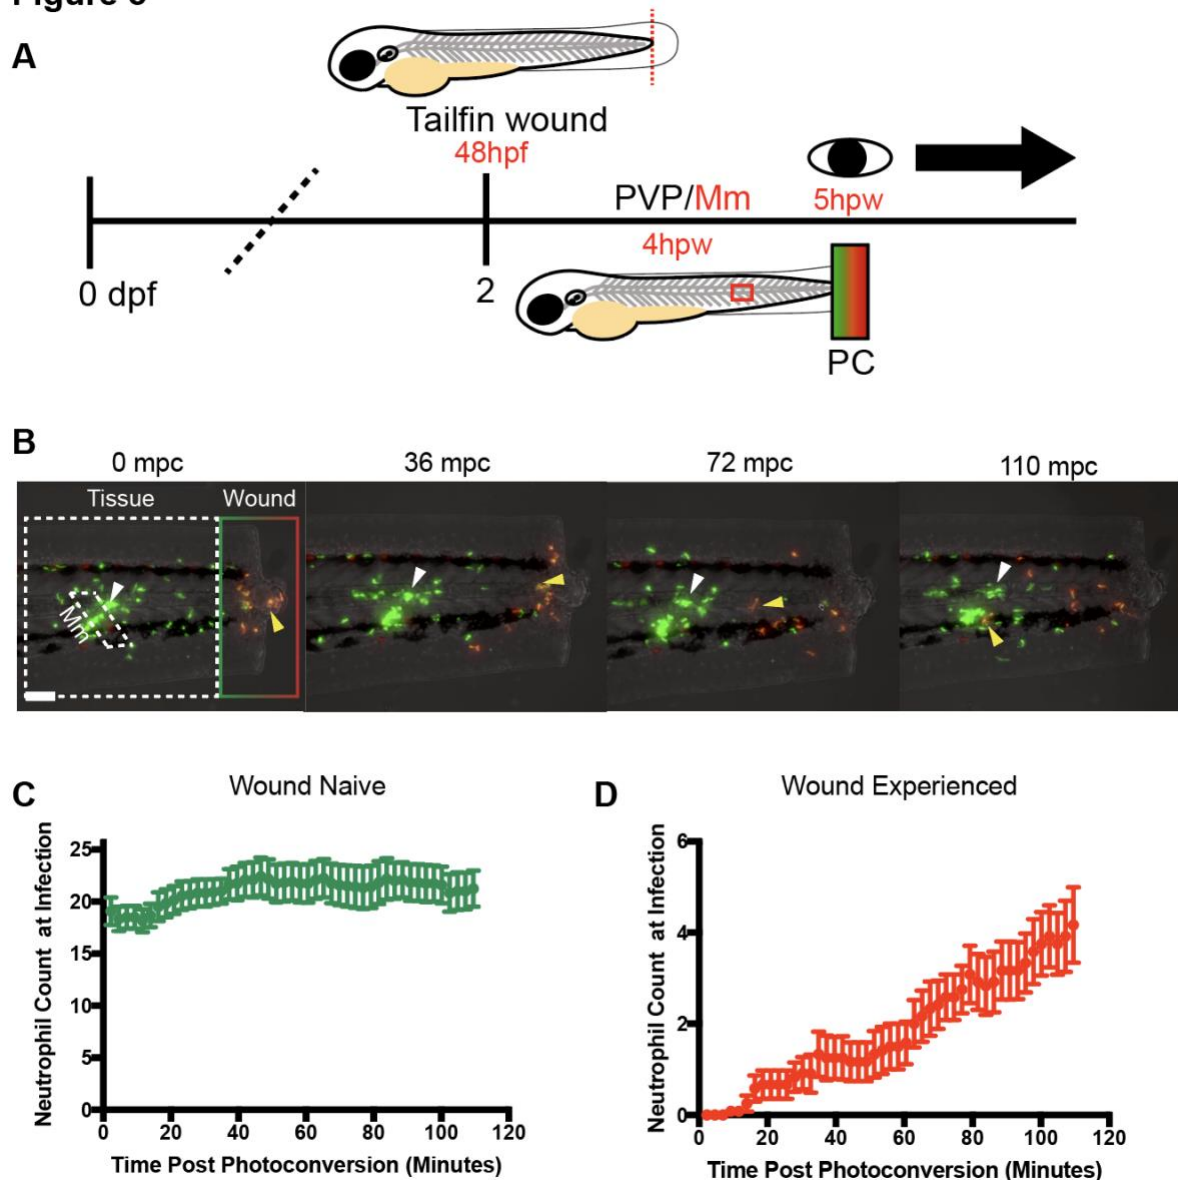 A
Tailfin wound
48hpf
PVP/Mm
5hpw
4hpw
0 dpf
2
PC
B
0 mpc
36 mpc
72 mpc
110 mpc
Tissue
Wound
Mm
C
Wound Naive
Neutrophil Count at Infection
25
20
15
10
5
0
0 20 40 60 80 100 120
Time Post Photoconversion (Minutes)
D
Wound Experienced
Neutrophil Count at Infection
6
4
2
0
0 20 40 60 80 100 120
Time Post Photoconversion (Minutes)